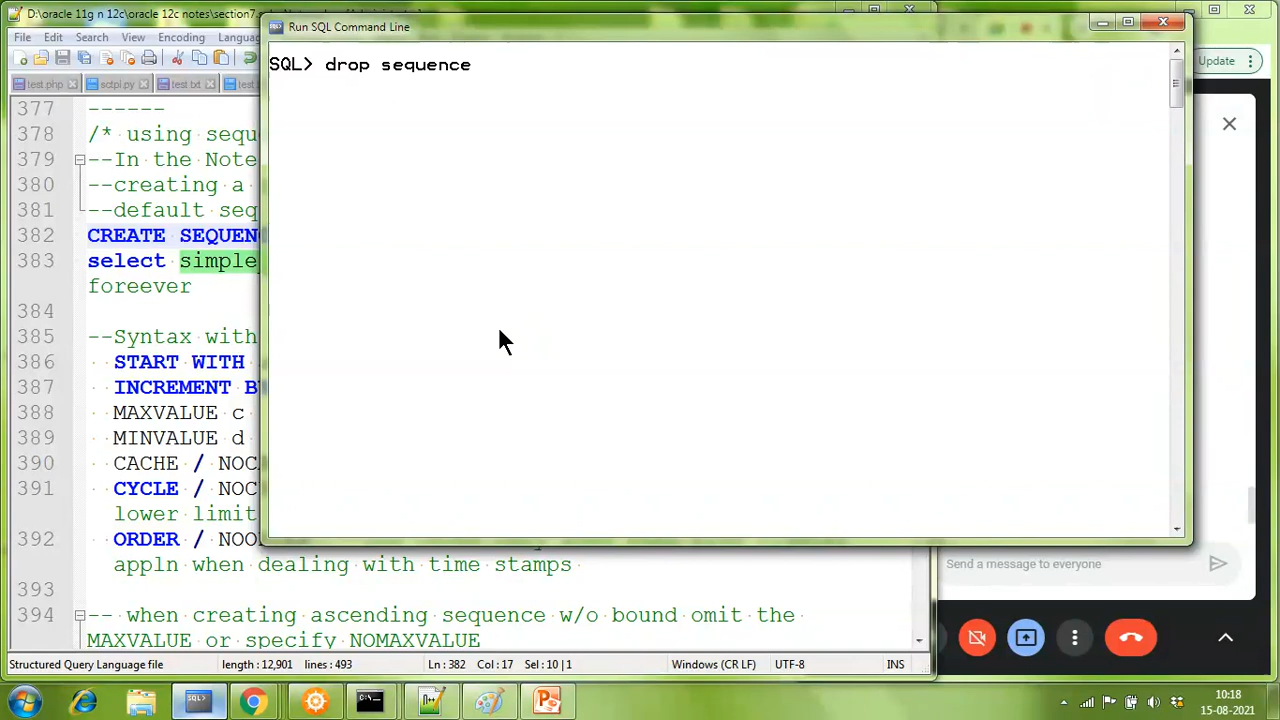 D:\oracle 11g n 12c\oracle 12c notes\section7.
Run SQL Command Line
File Edit Search View Encoding
Update
SQL> drop sequence
test.php
sctpl.py
test.txt
377 ------
378 /* using sequ
379 --In the Note
380 --creating a
381 --default seq
382 CREATE SEQUEN
383 select simple
foreever
384
385 --Syntax with
386 START WITH
387 INCREMENT B
388 MAXVALUE c
389 MINVALUE d
390 CACHE / NOC
391 CYCLE / NOC
lower limit
392 ORDER / NOO
appln when dealing with time stamps
393
394 -- when creating ascending sequence w/o bound omit the
MAXVALUE or specify NOMAXVALUE
Send a message to everyone
Structured Query Language file length : 12,901 lines : 493 Ln : 382 Col : 17 Sel : 10 | 1 Windows (CR LF) UTF-8 INS
10:18
15-08-2021